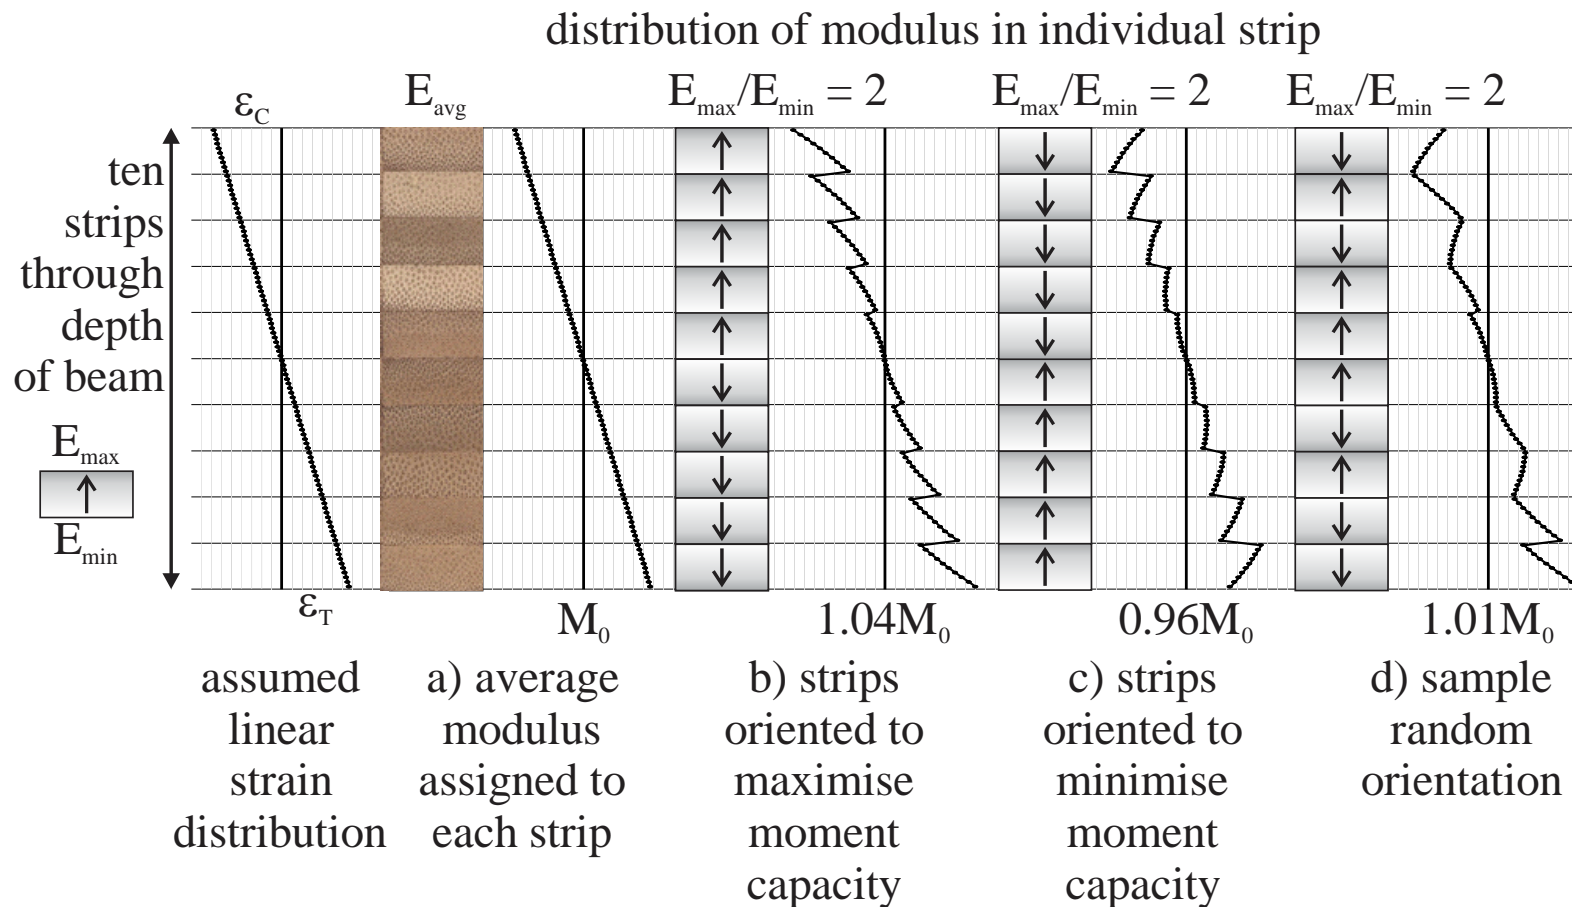 distribution of modulus in individual strip
εC
Eavg
Emax/Emin = 2
Emax/Emin = 2
Emax/Emin = 2
ten
strips
through
depth
of beam
Emax
Emin
εT
M0
1.04M0
0.96M0
1.01M0
assumed
linear
strain
distribution
a) average
modulus
assigned to
each strip
b) strips
oriented to
maximise
moment
capacity
c) strips
oriented to
minimise
moment
capacity
d) sample
random
orientation